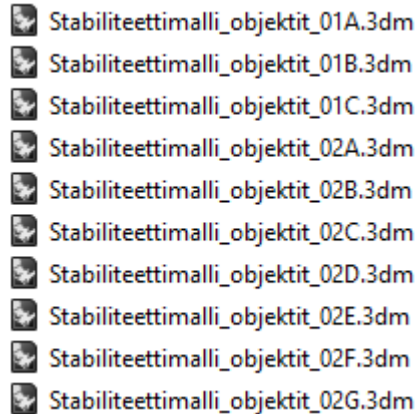 Stabiliteettimalli_objektit_01A.3dm
Stabiliteettimalli_objektit_01B.3dm
Stabiliteettimalli_objektit_01C.3dm
Stabiliteettimalli_objektit_02A.3dm
Stabiliteettimalli_objektit_02B.3dm
Stabiliteettimalli_objektit_02C.3dm
Stabiliteettimalli_objektit_02D.3dm
Stabiliteettimalli_objektit_02E.3dm
Stabiliteettimalli_objektit_02F.3dm
Stabiliteettimalli_objektit_02G.3dm